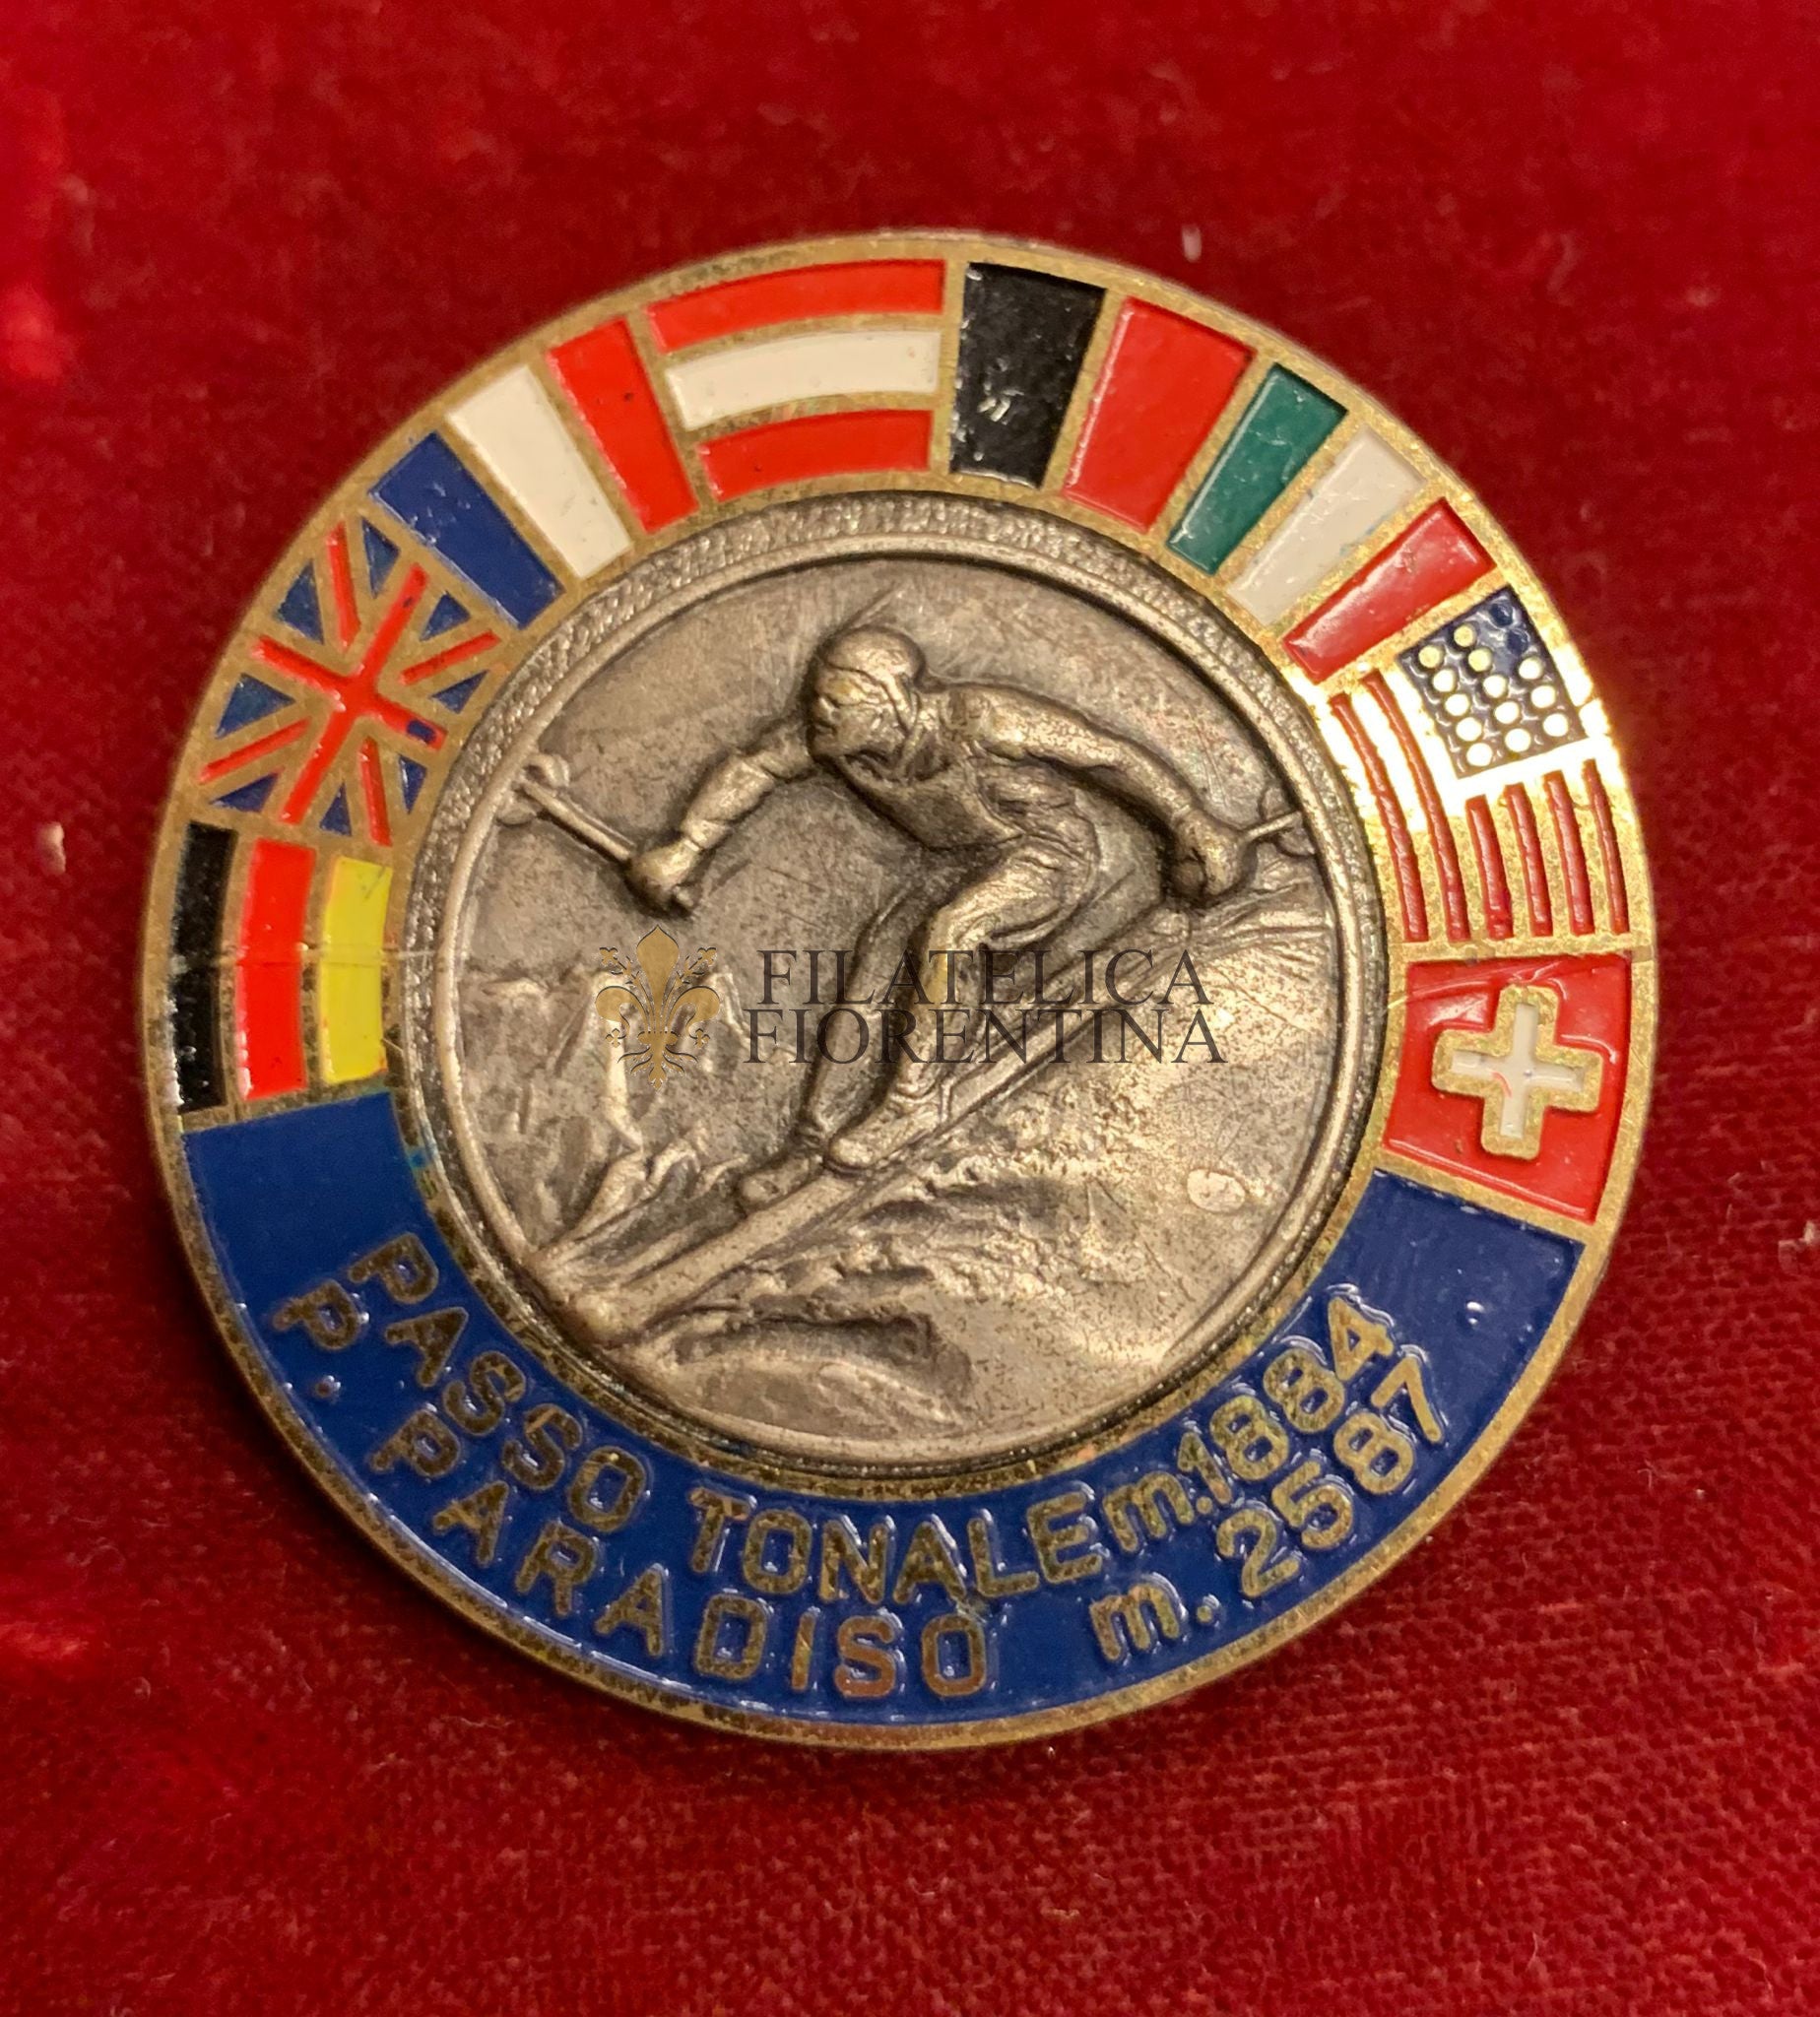 FILATELICA
FIORENTINA
PASSO TONALE m.1884
P. PARADISO m. 2587